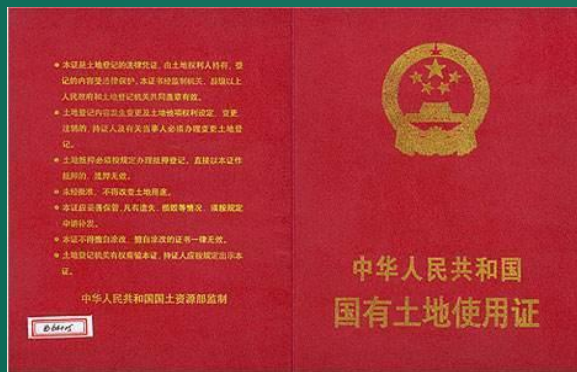 ● 本证是土地登记的法律凭证，由土地权利人持有，登
记的内容受法律保护。本证书经监制机关、县级以上
人民政府和土地登记机关共同盖章有效。
● 土地登记内容发生变更及土地他项权利设定、变更、
注销的，持证人及有关当事人必须办理变更土地登
记。
● 土地抵押必须按规定办理抵押登记。直接以本证作
抵押的，抵押无效。
● 未经批准，不得改变土地用途。
● 本证应妥善保管，凡有遗失、损毁等情况，须按规定
申请补发。
● 本证不得擅自涂改，擅自涂改的证书一律无效。
● 土地登记机关有权查验本证，持证人应按规定出示本
证。
中华人民共和国国土资源部监制
中华人民共和国
国有土地使用证